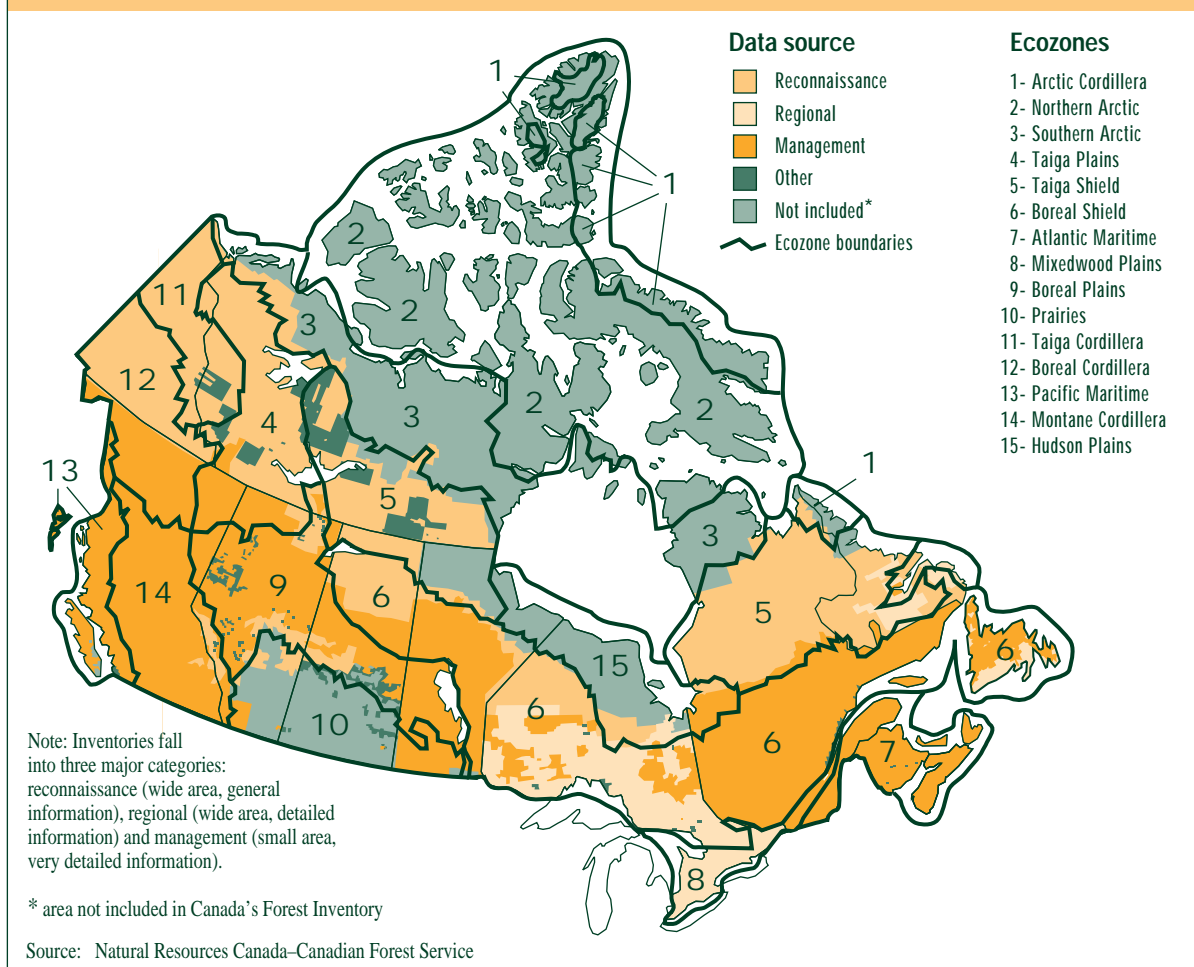 Data source
Reconnaissance
Regional
Management
Other
Not included*
Ecozone boundaries
Ecozones
1- Arctic Cordillera
2- Northern Arctic
3- Southern Arctic
4- Taiga Plains
5- Taiga Shield
6- Boreal Shield
7- Atlantic Maritime
8- Mixedwood Plains
9- Boreal Plains
10- Prairies
11- Taiga Cordillera
12- Boreal Cordillera
13- Pacific Maritime
14- Montane Cordillera
15- Hudson Plains
1
1
2
2
11
3
12
2
2
3
4
13
1
5
3
14
9
6
5
15
6
10
6
6
7
8
Note: Inventories fall
into three major categories:
reconnaissance (wide area, general
information), regional (wide area, detailed
information) and management (small area,
very detailed information).
* area not included in Canada's Forest Inventory
Source: Natural Resources Canada–Canadian Forest Service